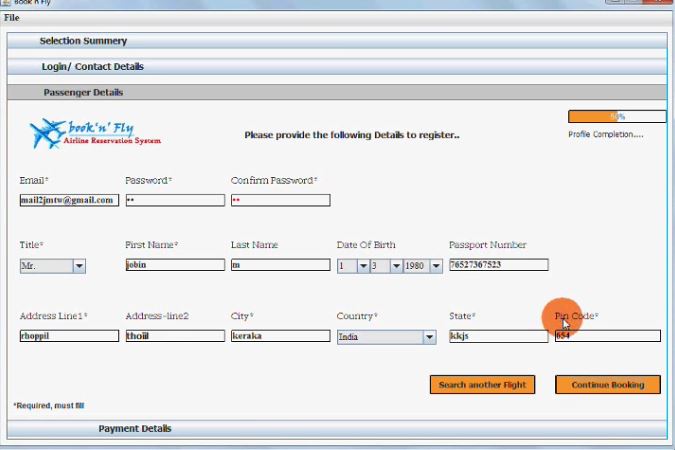 Book'n'Fly
File
Selection Summary
Login/ Contact Details
Passenger Details
book'n'Fly
Airline Reservation System
Please provide the following Details to register..
50%
Profile Completion....
Email* Password* Confirm Password*
mail2jmtw@gmail.com •• ••
Title* First Name* Last Name Date Of Birth Passport Number
Mr. jobin m 1 3 1980 76527367523
Address Line1* Address-line2 City* Country* State* Pin Code*
rhoppil thoiil keraka India kkjs 654
Search another Flight Continue Booking
*Required, must fill
Payment Details